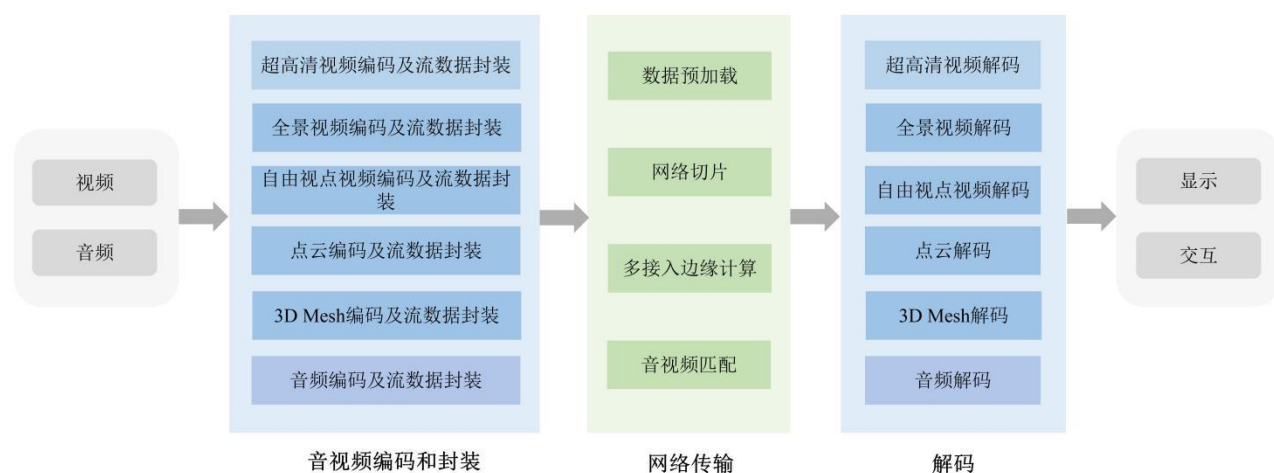 视频
音频
超高清视频编码及流数据封装
全景视频编码及流数据封装
自由视点视频编码及流数据封
装
点云编码及流数据封装
3D Mesh编码及流数据封装
音频编码及流数据封装
音视频编码和封装
数据预加载
网络切片
多接入边缘计算
音视频匹配
网络传输
超高清视频解码
全景视频解码
自由视点视频解码
点云解码
3D Mesh解码
音频解码
解码
显示
交互